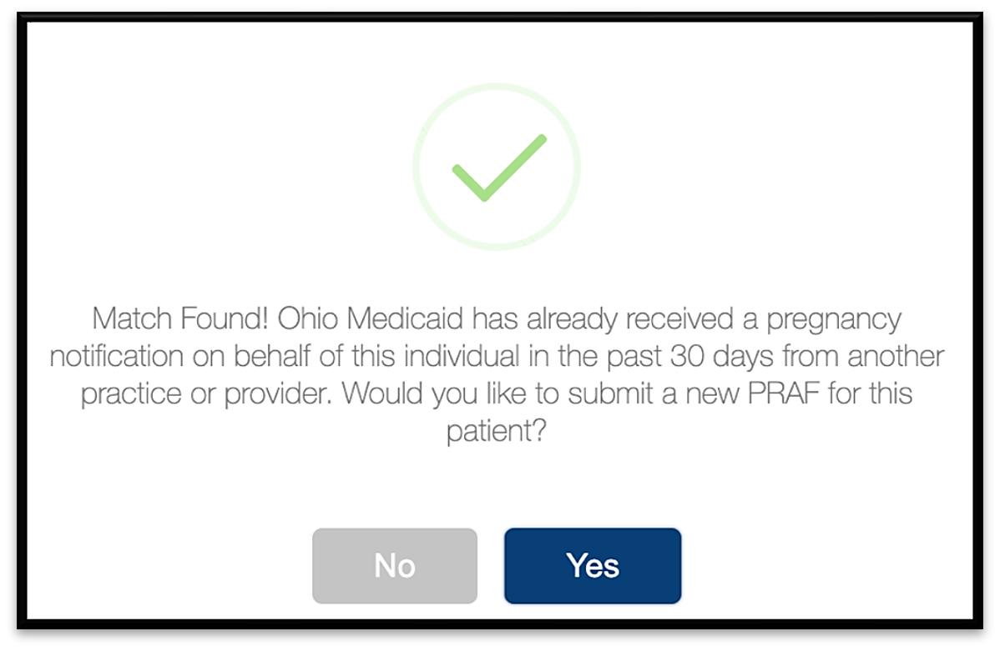 Match Found! Ohio Medicaid has already received a pregnancy
notification on behalf of this individual in the past 30 days from another
practice or provider. Would you like to submit a new PRAF for this
patient?
No
Yes